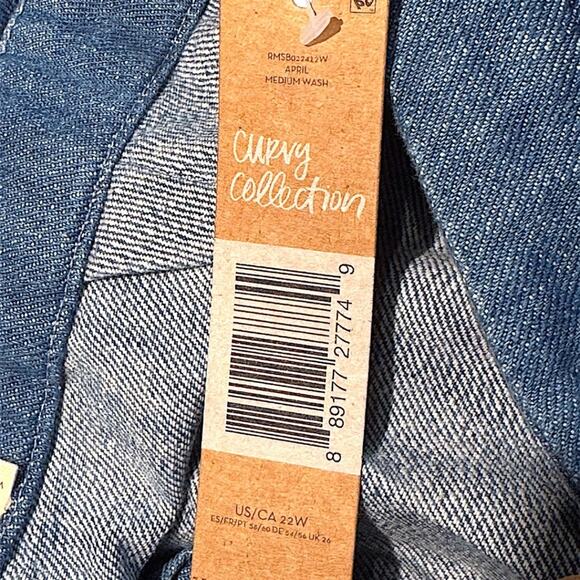 RMSB022412W
APRIL
MEDIUM WASH
curvy
collection
8 89177 27774 9
US/CA 22W
ES/FR/PT 58/60 DE 54/56 UK 26